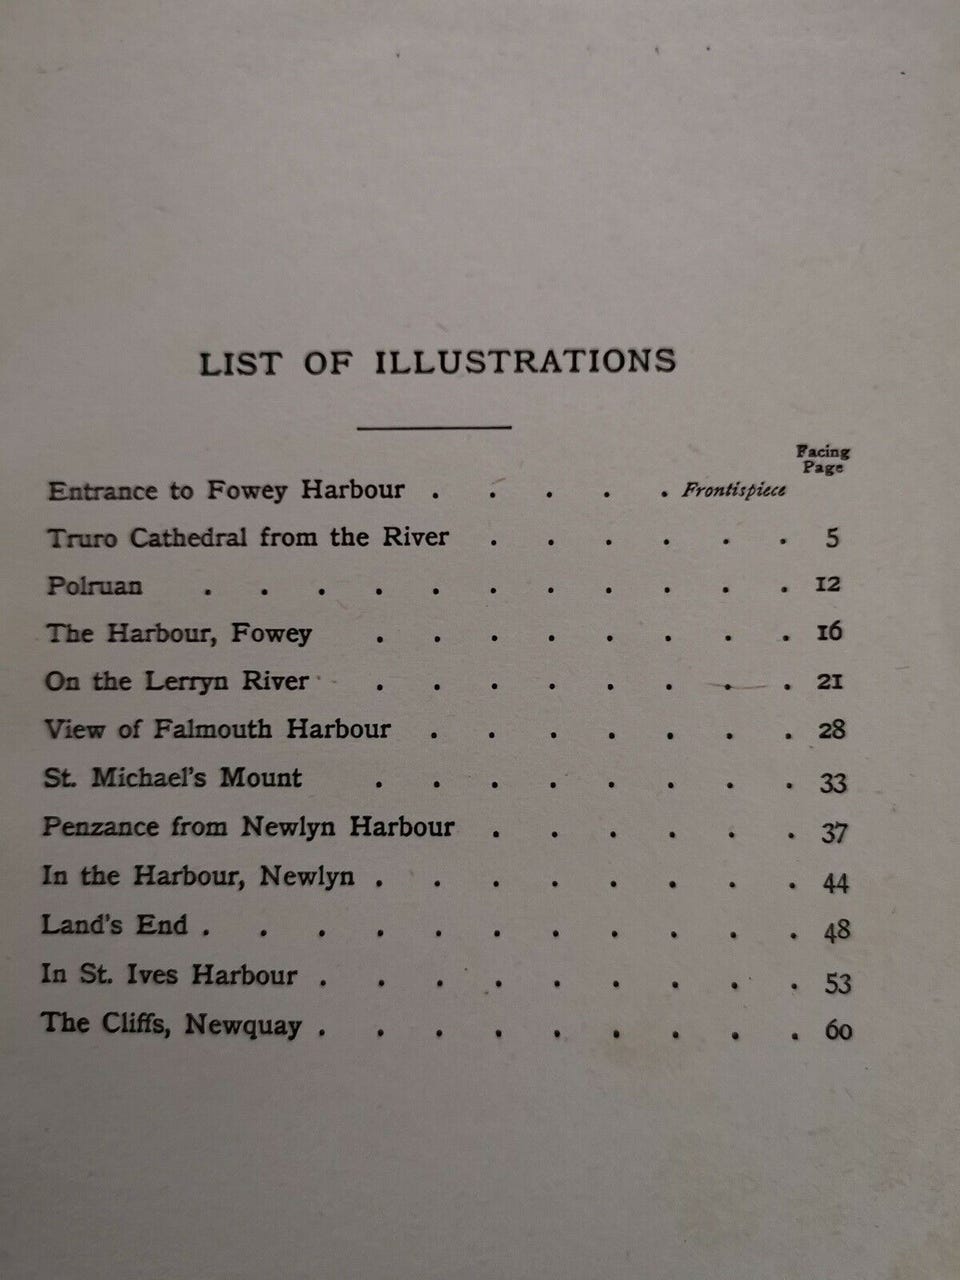 LIST OF ILLUSTRATIONS
Facing
Page
Entrance to Fowey Harbour . . . . . Frontispiece
Truro Cathedral from the River . . . . . . 5
Polruan . . . . . . . . . . . 12
The Harbour, Fowey . . . . . . . . 16
On the Lerryn River . . . . . . . . 21
View of Falmouth Harbour . . . . . . . 28
St. Michael's Mount . . . . . . . . 33
Penzance from Newlyn Harbour . . . . . . 37
In the Harbour, Newlyn . . . . . . . . 44
Land's End . . . . . . . . . . . 48
In St. Ives Harbour . . . . . . . . . 53
The Cliffs, Newquay . . . . . . . . . 60